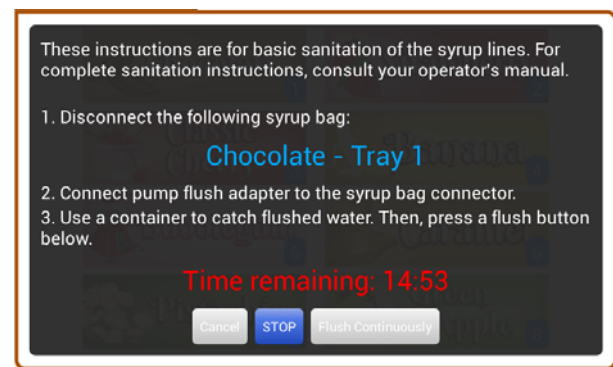 These instructions are for basic sanitation of the syrup lines. For
complete sanitation instructions, consult your operator's manual.
1. Disconnect the following syrup bag:
Chocolate - Tray 1
2. Connect pump flush adapter to the syrup bag connector.
3. Use a container to catch flushed water. Then, press a flush button
below.
Time remaining: 14:53
Cancel STOP Flush Continuously